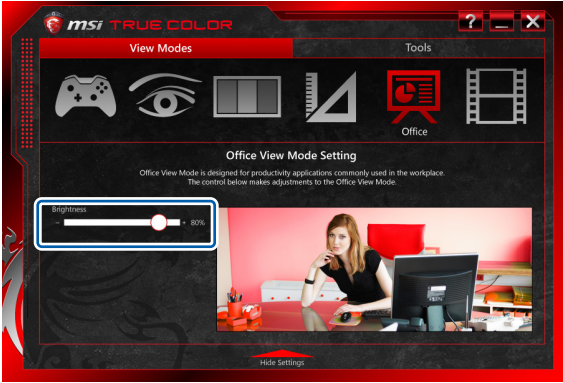 msi TRUE COLOR
? — X
View Modes
Tools
Office
Office View Mode Setting
Office View Mode is designed for productivity applications commonly used in the workplace.
The control below makes adjustments to the Office View Mode.
Brightness
− + 80%
Hide Settings